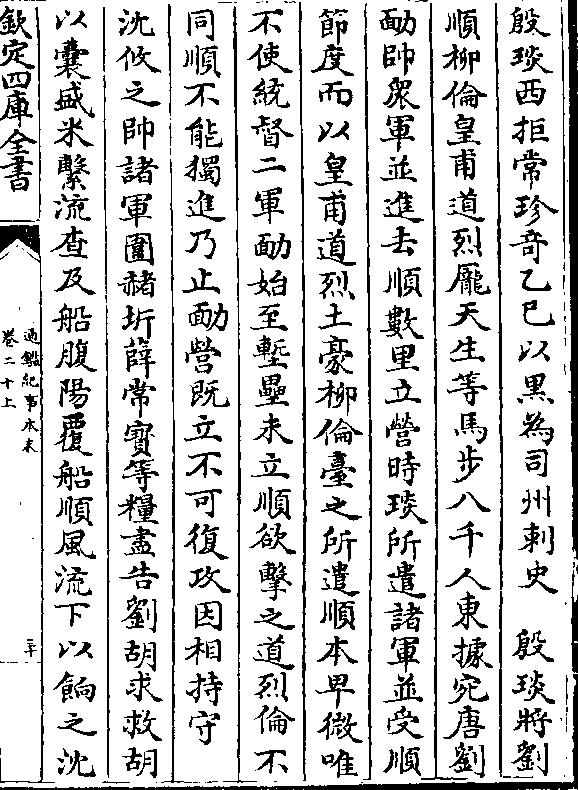 殷琰西拒常珍奇乙巳以黑為司州刺史　殷琰將劉
順柳倫皇甫道烈龐天生等馬步八千人東據宛唐劉
勔帥衆軍並進去順數里立營時琰所遣諸軍並受順
節度而以皇甫道烈土豪柳倫臺之所遣順本卑微唯
不使統督二軍勔始至塹壘未立順欲擊之道烈倫不
同順不能獨進乃止勔營既立不可復攻因相持守
沈攸之帥諸軍圍赭圻薛常寳等糧盡告劉胡求救胡
以囊盛米繫流查及船腹陽覆船順風流下以餉之沈
欽定四庫全書
通鑑紀事本末
卷二十上
三十